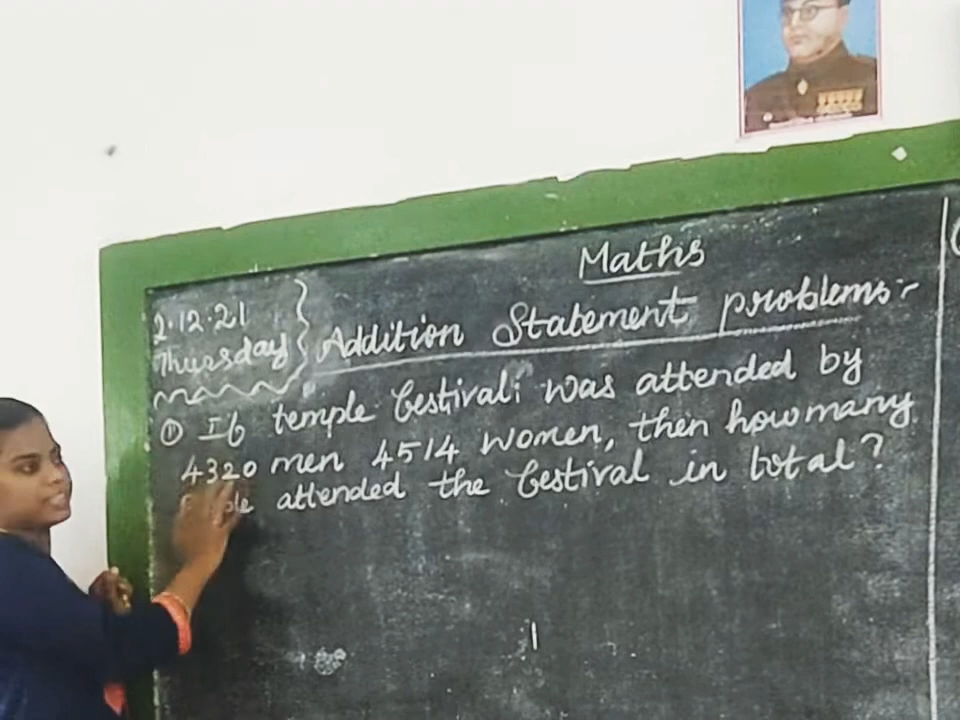 Maths
2.12.21
Thursday
Addition Statement problems:-
① If temple festival: was attended by
4320 men 4514 women, then how many
attended the festival in total?